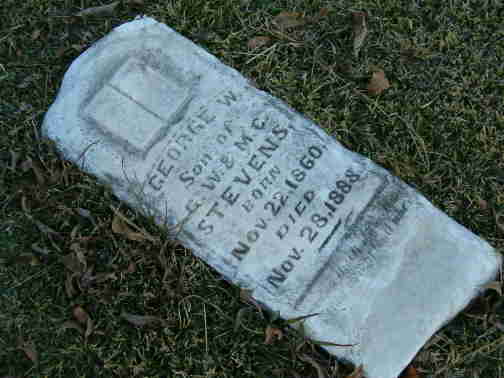 GEORGE W.
Son of
G. W. & M. C.
STEVENS.
BORN
Nov. 22, 1860.
DIED
Nov. 28, 1888.